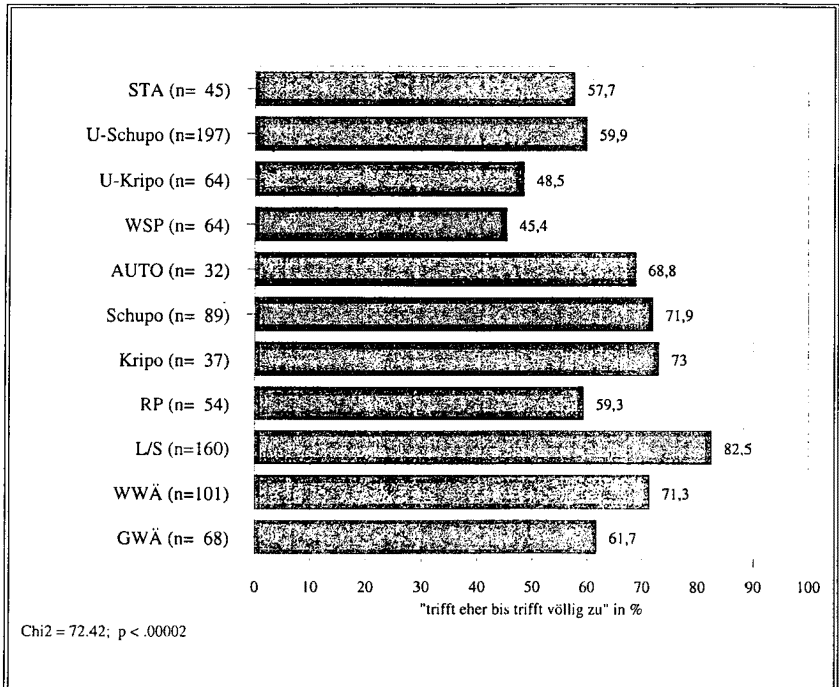 STA (n= 45) 57,7
U-Schupo (n=197) 59,9
U-Kripo (n= 64) 48,5
WSP (n= 64) 45,4
AUTO (n= 32) 68,8
Schupo (n= 89) 71,9
Kripo (n= 37) 73
RP (n= 54) 59,3
L/S (n=160) 82,5
WWÄ (n=101) 71,3
GWÄ (n= 68) 61,7
0 10 20 30 40 50 60 70 80 90 100
"trifft eher bis trifft völlig zu" in %
Chi2 = 72.42; p < .00002